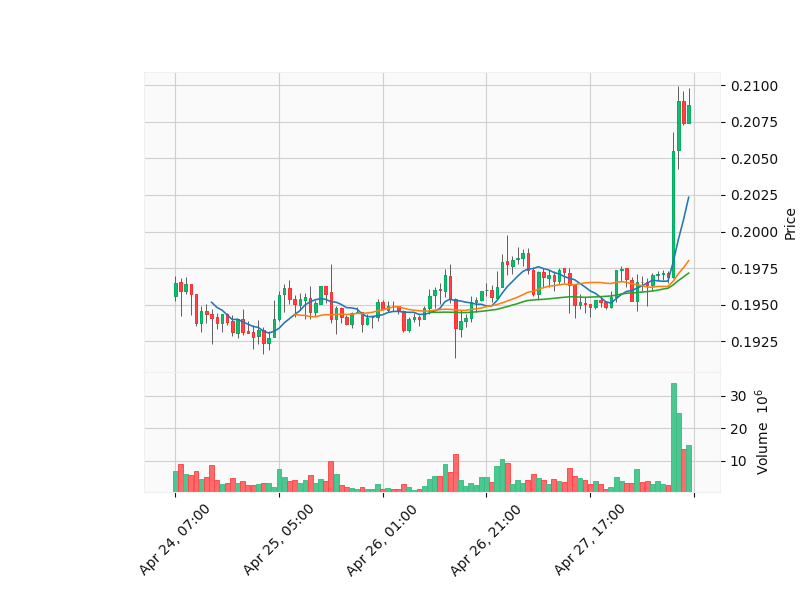 0.2100
0.2075
0.2050
0.2025
0.2000
0.1975
0.1950
0.1925
Price
30
20
10
Volume 10^6
Apr 24, 07:00
Apr 25, 05:00
Apr 26, 01:00
Apr 26, 21:00
Apr 27, 17:00